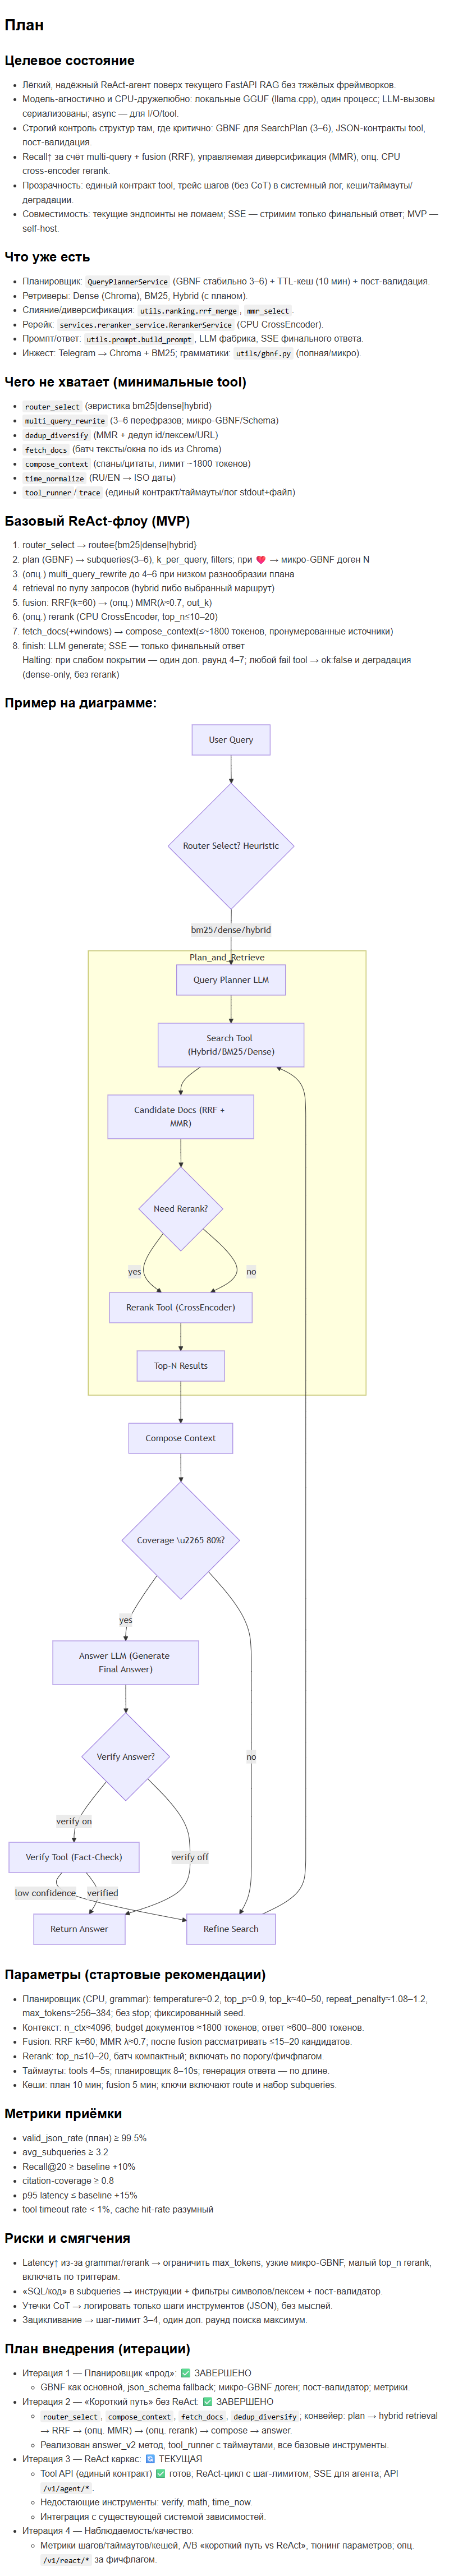 План
Целевое состояние
• Лёгкий, надёжный ReAct-агент поверх текущего FastAPI RAG без тяжёлых фреймворков.
• Модель-агностично и CPU-дружелюбно: локальные GGUF (llama.cpp), один процесс; LLM-вызовы
сериализованы; async — для I/O/tool.
• Строгий контроль структур там, где критично: GBNF для SearchPlan (3–6), JSON-контракты tool,
пост-валидация.
• Recall↑ за счёт multi-query + fusion (RRF), управляемая диверсификация (MMR), опц. CPU
cross-encoder rerank.
• Прозрачность: единый контракт tool, трейс шагов (без CoT) в системный лог, кеши/таймауты/
деградации.
• Совместимость: текущие эндпоинты не ломаем; SSE — стримим только финальный ответ; MVP —
self-host.
Что уже есть
• Планировщик: QueryPlannerService (GBNF стабильно 3–6) + TTL-кеш (10 мин) + пост-валидация.
• Ретриверы: Dense (Chroma), BM25, Hybrid (с планом).
• Слияние/диверсификация: utils.ranking.rrf_merge, mmr_select.
• Ререйк: services.reranker_service.RerankerService (CPU CrossEncoder).
• Промпт/ответ: utils.prompt.build_prompt, LLM фабрика, SSE финального ответа.
• Инжест: Telegram → Chroma + BM25; грамматики: utils/gbnf.py (попная/микро).
Чего не хватает (минимальные tool)
• router_select (эвристика bm25|dense|hybrid)
• multi_query_rewrite (3–6 перефразов; микро-GBNF/Schema)
• dedup_diversify (MMR + дедуп id/лексем/URL)
• fetch_docs (батч тексты/окна по ids из Chroma)
• compose_context (спаны/цитаты, лимит ~1800 токенов)
• time_normalize (RU/EN → ISO даты)
• tool_runner/trace (единый контракт/таймауты/лог stdout+файл)
Базовый ReAct-флоу (MVP)
1. router_select → route∈{bm25|dense|hybrid}
2. plan (GBNF) → subqueries(3–6), k_per_query, filters; при ❤️ → микро-GBNF доген N
3. (опц.) multi_query_rewrite до 4–6 при низком разнообразии плана
4. retrieval по пулу запросов (hybrid либо выбранный маршрут)
5. fusion: RRF(k=60) → (опц.) MMR(λ≈0.7, out_k)
6. (опц.) rerank (CPU CrossEncoder, top_n≤10–20)
7. fetch_docs(+windows) → compose_context(≤~1800 токенов, пронумерованные источники)
8. finish: LLM generate; SSE — только финальный ответ
Halting: при слабом покрытии — один доп. раунд 4–7; любой fail tool → ok:false и деградация
(dense-only, без rerank)
Пример на диаграмме:
User Query
Router Select? Heuristic
bm25/dense/hybrid
Plan_and_Retrieve
Query Planner LLM
Search Tool
(Hybrid/BM25/Dense)
Candidate Docs (RRF +
MMR)
Need Rerank?
yes
no
Rerank Tool (CrossEncoder)
Top-N Results
Compose Context
Coverage \u2265 80%?
yes
Answer LLM (Generate
Final Answer)
Verify Answer?
no
verify on
Verify Tool (Fact-Check)
verify off
low confidence
verified
Return Answer
Refine Search
Параметры (стартовые рекомендации)
• Планировщик (CPU, grammar): temperature≈0.2, top_p≈0.9, top_k≈40–50, repeat_penalty≈1.08–1.2,
max_tokens≈256–384; без stop; фиксированный seed.
• Контекст: n_ctx≈4096; budget документов ≈1800 токенов; ответ ≈600–800 токенов.
• Fusion: RRF k=60; MMR λ≈0.7; после fusion рассматривать ≤15–20 кандидатов.
• Rerank: top_n≤10–20, батч компактный; включать по порогу/фичфлагом.
• Таймауты: tools 4–5s; планировщик 8–10s; генерация ответа — по длине.
• Кеши: план 10 мин; fusion 5 мин; ключи включают route и набор subqueries.
Метрики приёмки
• valid_json_rate (план) ≥ 99.5%
• avg_subqueries ≥ 3.2
• Recall@20 ≥ baseline +10%
• citation-coverage ≥ 0.8
• p95 latency ≤ baseline +15%
• tool timeout rate < 1%, cache hit-rate разумный
Риски и смягчения
• Latency↑ из-за grammar/rerank → ограничить max_tokens, узкие микро-GBNF, малый top_n rerank,
включать по триггерам.
• «SQL/код» в subqueries → инструкции + фильтры символов/лексем + пост-валидатор.
• Утечки CoT → логировать только шаги инструментов (JSON), без мыслей.
• Зацикливание → шаг-лимит 3–4, один доп. раунд поиска максимум.
План внедрения (итерации)
• Итерация 1 — Планировщик «прод»: ✅ ЗАВЕРШЕНО
◦ GBNF как основной, json_schema fallback; микро-GBNF доген; пост-валидатор; метрики.
• Итерация 2 — «Короткий путь» без ReAct: ✅ ЗАВЕРШЕНО
◦ router_select, compose_context, fetch_docs, dedup_diversify; конвейер: plan → hybrid retrieval
→ RRF → (опц. MMR) → (опц. rerank) → compose → answer.
◦ Реализован answer_v2 метод, tool_runner с таймаутами, все базовые инструменты.
• Итерация 3 — ReAct каркас: 🔄 ТЕКУЩАЯ
◦ Tool API (единый контракт) ✅ готов; ReAct-цикл с шаг-лимитом; SSE для агента; API
/v1/agent/*.
◦ Недостающие инструменты: verify, math, time_now.
◦ Интеграция с существующей системой зависимостей.
• Итерация 4 — Наблюдаемость/качество:
◦ Метрики шагов/таймаутов/кешей, A/B «короткий путь vs ReAct», тюнинг параметров; опц.
/v1/react/* за фичфлагом.